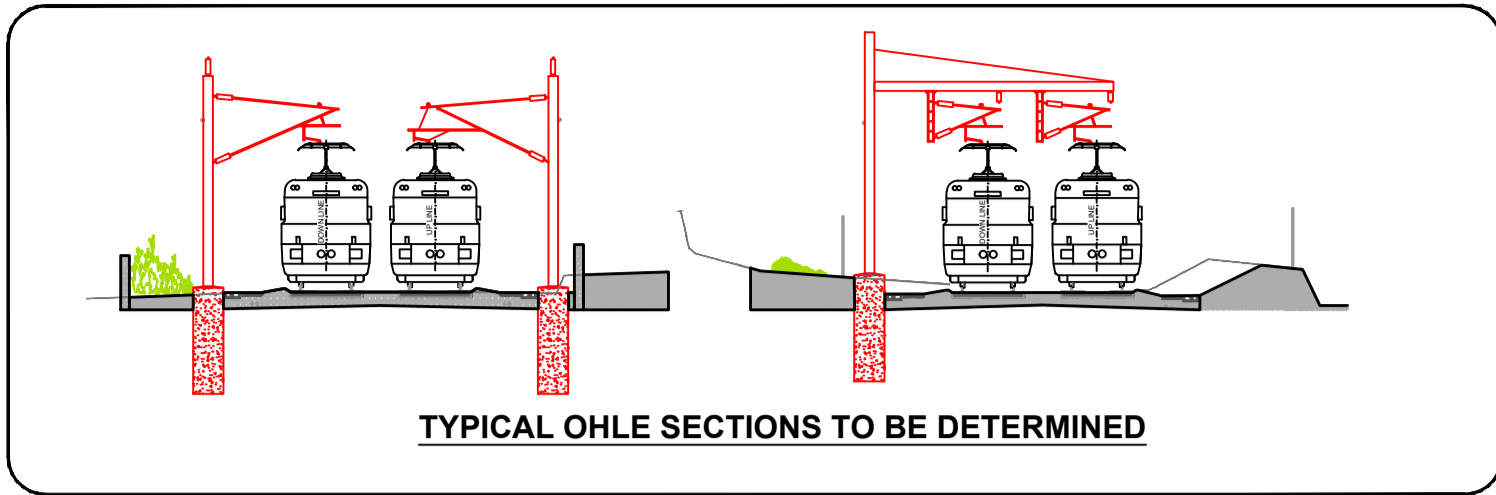 DOWN LINE
UP LINE
DOWN LINE
UP LINE
TYPICAL OHLE SECTIONS TO BE DETERMINED